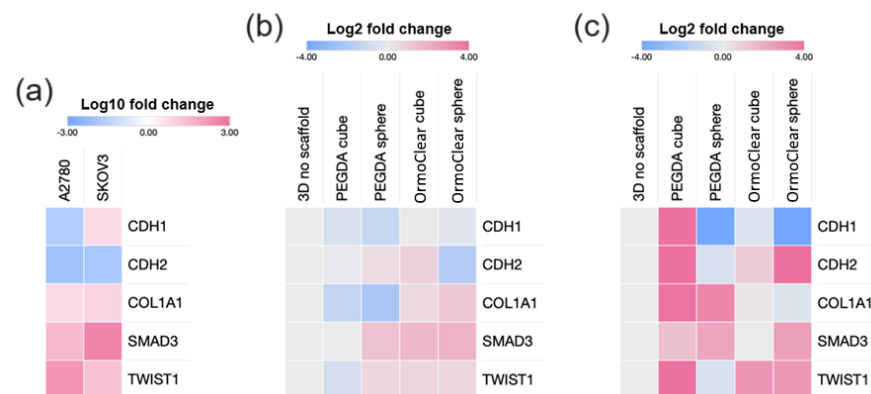 (a)
Log10 fold change
-3.00 0.00 3.00
A2780
SKOV3
CDH1
CDH2
COL1A1
SMAD3
TWIST1
(b)
Log2 fold change
-4.00 0.00 4.00
3D no scaffold
PEGDA cube
PEGDA sphere
OrmoClear cube
OrmoClear sphere
CDH1
CDH2
COL1A1
SMAD3
TWIST1
(c)
Log2 fold change
-4.00 0.00 4.00
3D no scaffold
PEGDA cube
PEGDA sphere
OrmoClear cube
OrmoClear sphere
CDH1
CDH2
COL1A1
SMAD3
TWIST1